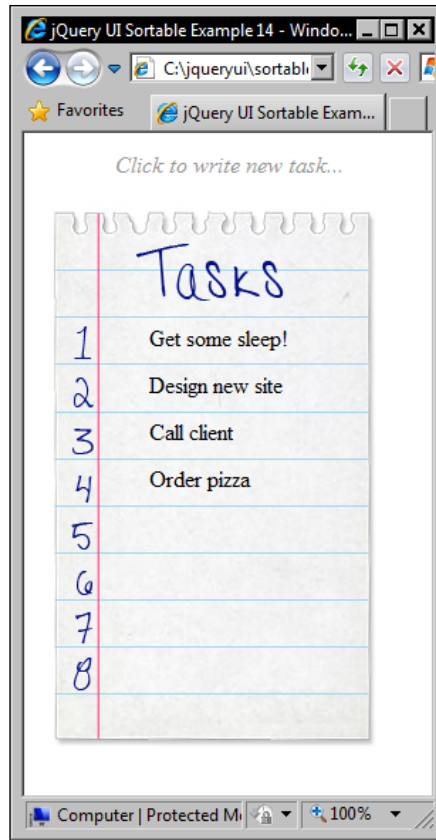 jQuery UI Sortable Example 14 - Windo...
C:\jqueryui\sortabl
Favorites
jQuery UI Sortable Exam...
Click to write new task...
Tasks
1 Get some sleep!
2 Design new site
3 Call client
4 Order pizza
5
6
7
8
Computer | Protected M
100%